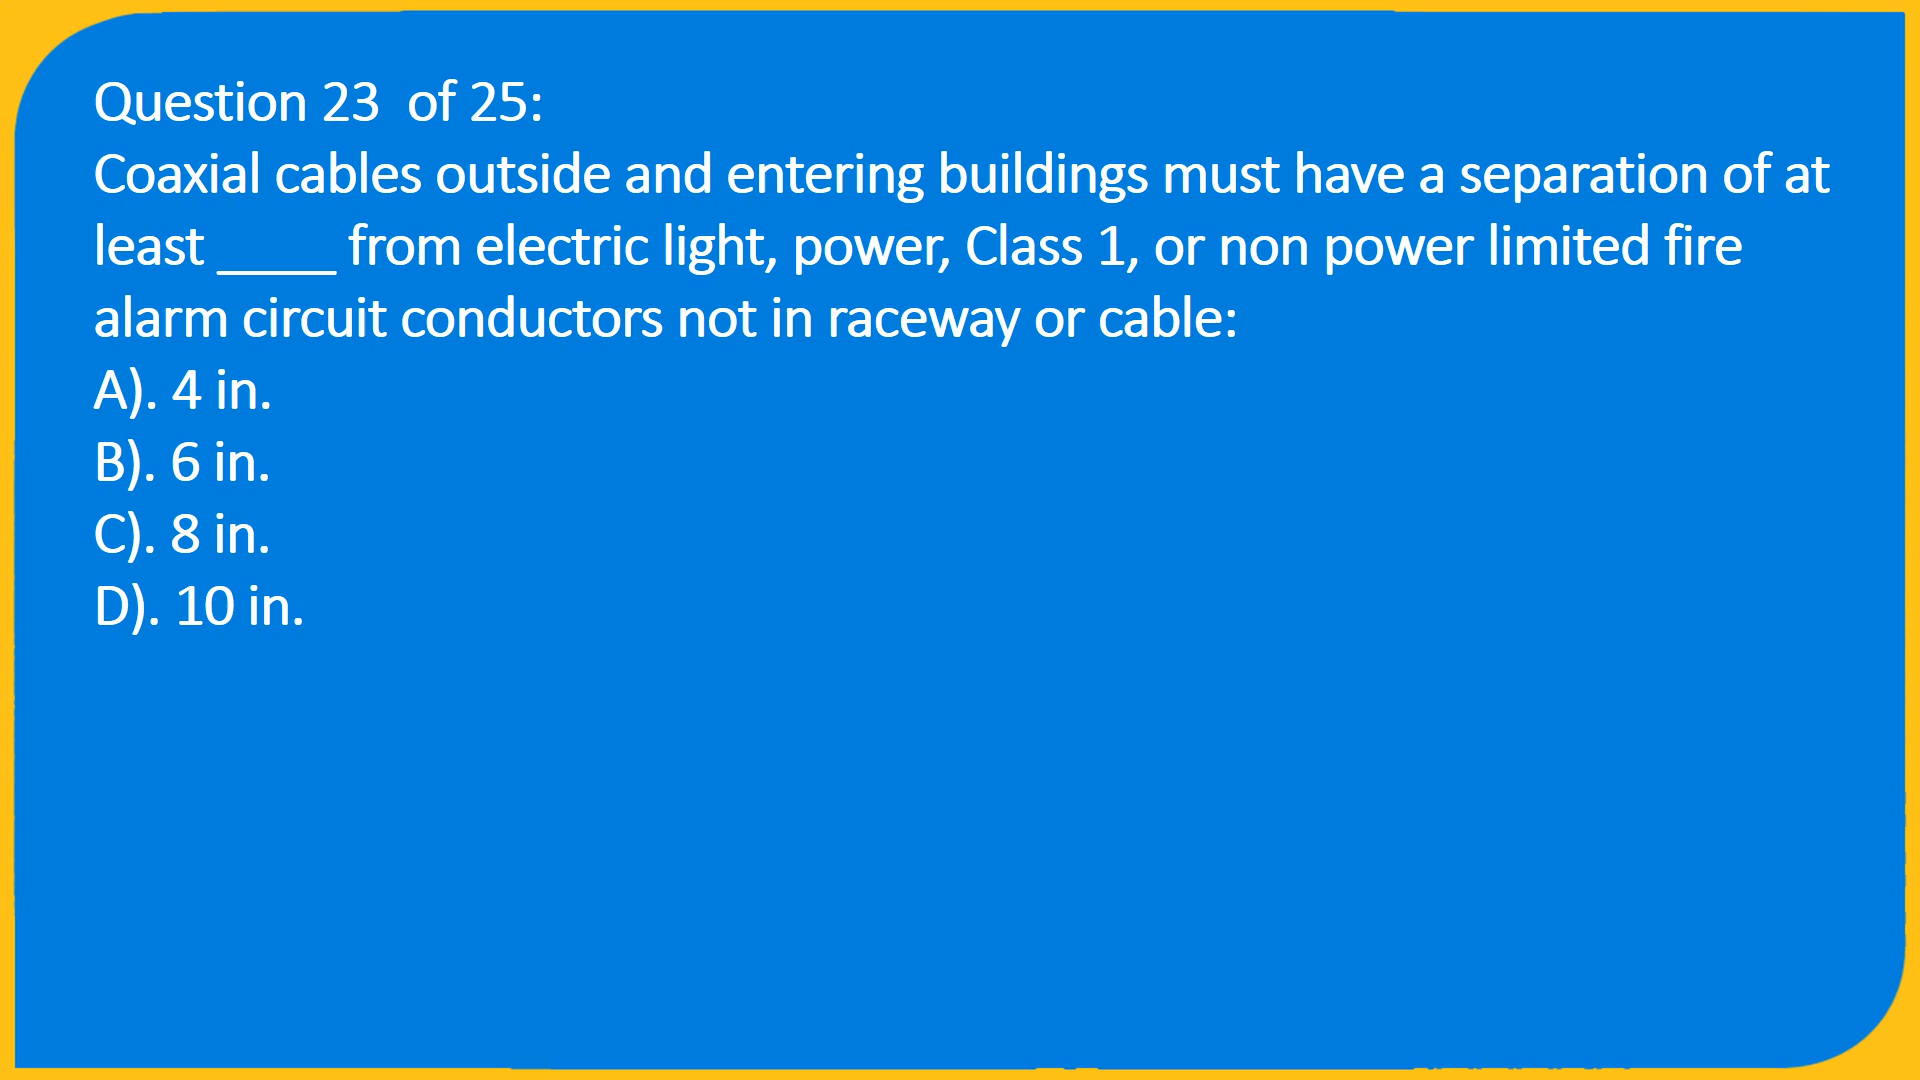 Question 23  of 25:
Coaxial cables outside and entering buildings must have a separation of at
least ____ from electric light, power, Class 1, or non power limited fire
alarm circuit conductors not in raceway or cable:
A). 4 in.
B). 6 in.
C). 8 in.
D). 10 in.